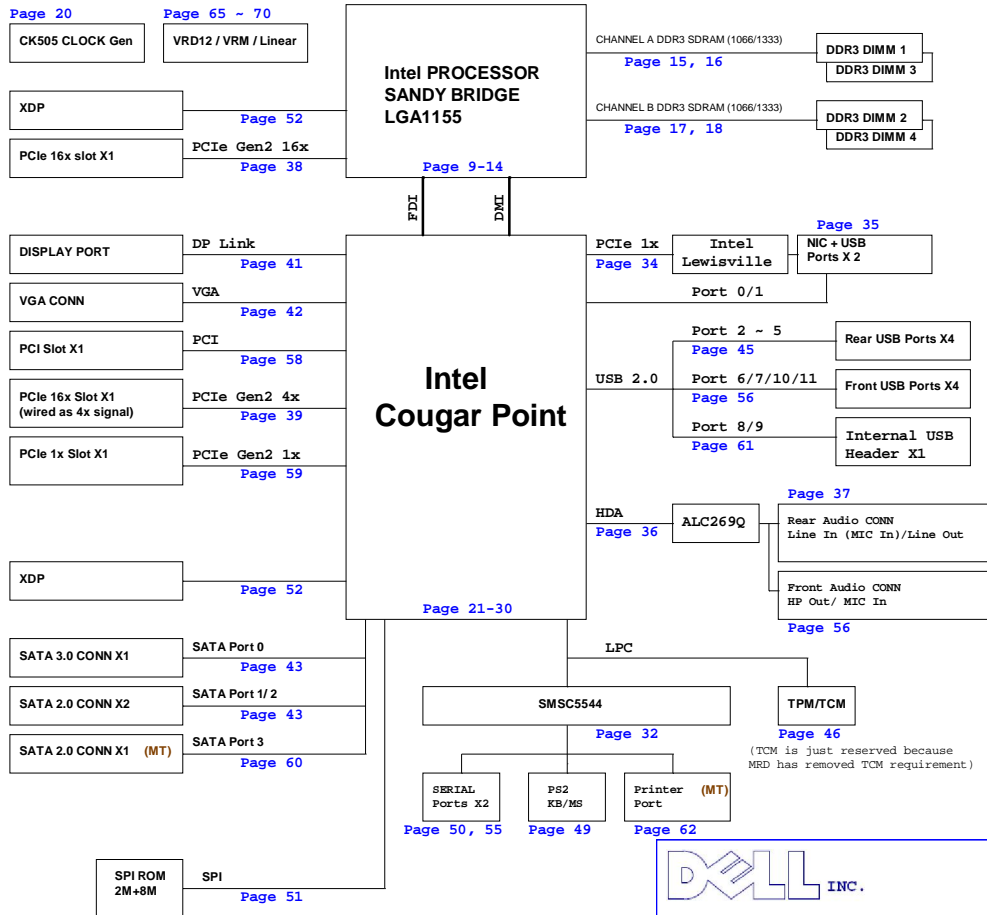 Page 20
Page 65 ~ 70
CK505 CLOCK Gen
VRD12 / VRM / Linear
Intel PROCESSOR
SANDY BRIDGE
LGA1155
Page 9-14
CHANNEL A DDR3 SDRAM (1066/1333)
Page 15, 16
DDR3 DIMM 1
DDR3 DIMM 3
CHANNEL B DDR3 SDRAM (1066/1333)
Page 17, 18
DDR3 DIMM 2
DDR3 DIMM 4
XDP
Page 52
PCIe 16x slot X1
PCIe Gen2 16x
Page 38
FDI
DMI
DISPLAY PORT
DP Link
Page 41
VGA CONN
VGA
Page 42
PCI Slot X1
PCI
Page 58
PCIe 16x Slot X1
(wired as 4x signal)
PCIe Gen2 4x
Page 39
PCIe 1x Slot X1
PCIe Gen2 1x
Page 59
XDP
Page 52
Intel
Cougar Point
Page 21-30
PCIe 1x
Page 34
Intel
Lewisville
Page 35
NIC + USB
Ports X 2
Port 0/1
USB 2.0
Port 2 ~ 5
Page 45
Rear USB Ports X4
Port 6/7/10/11
Page 56
Front USB Ports X4
Port 8/9
Page 61
Internal USB
Header X1
HDA
Page 36
ALC269Q
Page 37
Rear Audio CONN
Line In (MIC In)/Line Out
Front Audio CONN
HP Out/ MIC In
Page 56
SATA 3.0 CONN X1
SATA Port 0
Page 43
SATA 2.0 CONN X2
SATA Port 1/ 2
Page 43
SATA 2.0 CONN X1 (MT)
SATA Port 3
Page 60
LPC
SMSC5544
Page 32
TPM/TCM
Page 46
(TCM is just reserved because
MRD has removed TCM requirement)
SERIAL
Ports X2
Page 50, 55
PS2
KB/MS
Page 49
Printer (MT)
Port
Page 62
SPI ROM
2M+8M
SPI
Page 51
DELL INC.